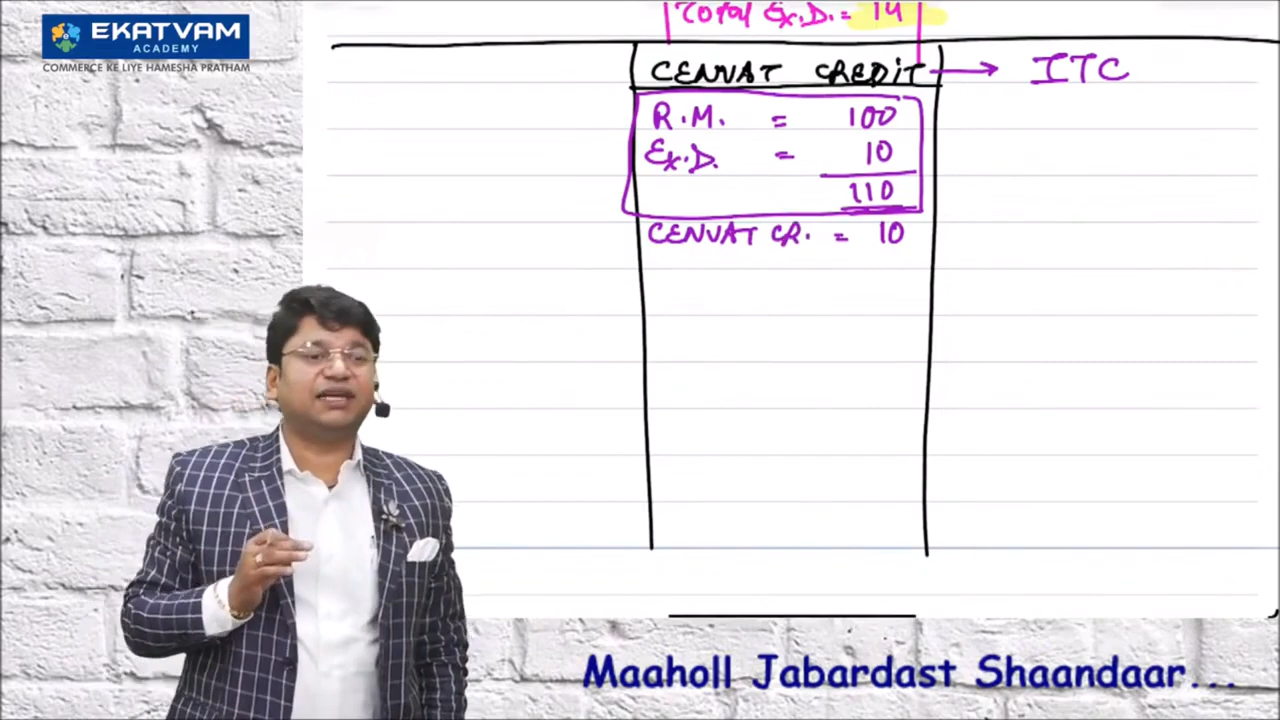 EKATVAM
ACADEMY
COMMERCE KE LIYE HAMESHA PRATHAM
Total Ex.D. = 14
CENVAT CREDIT → ITC
R.M. = 100
Ex.D. = 10
110
CENVAT CR. = 10
Maaholl Jabardast Shaandaar...